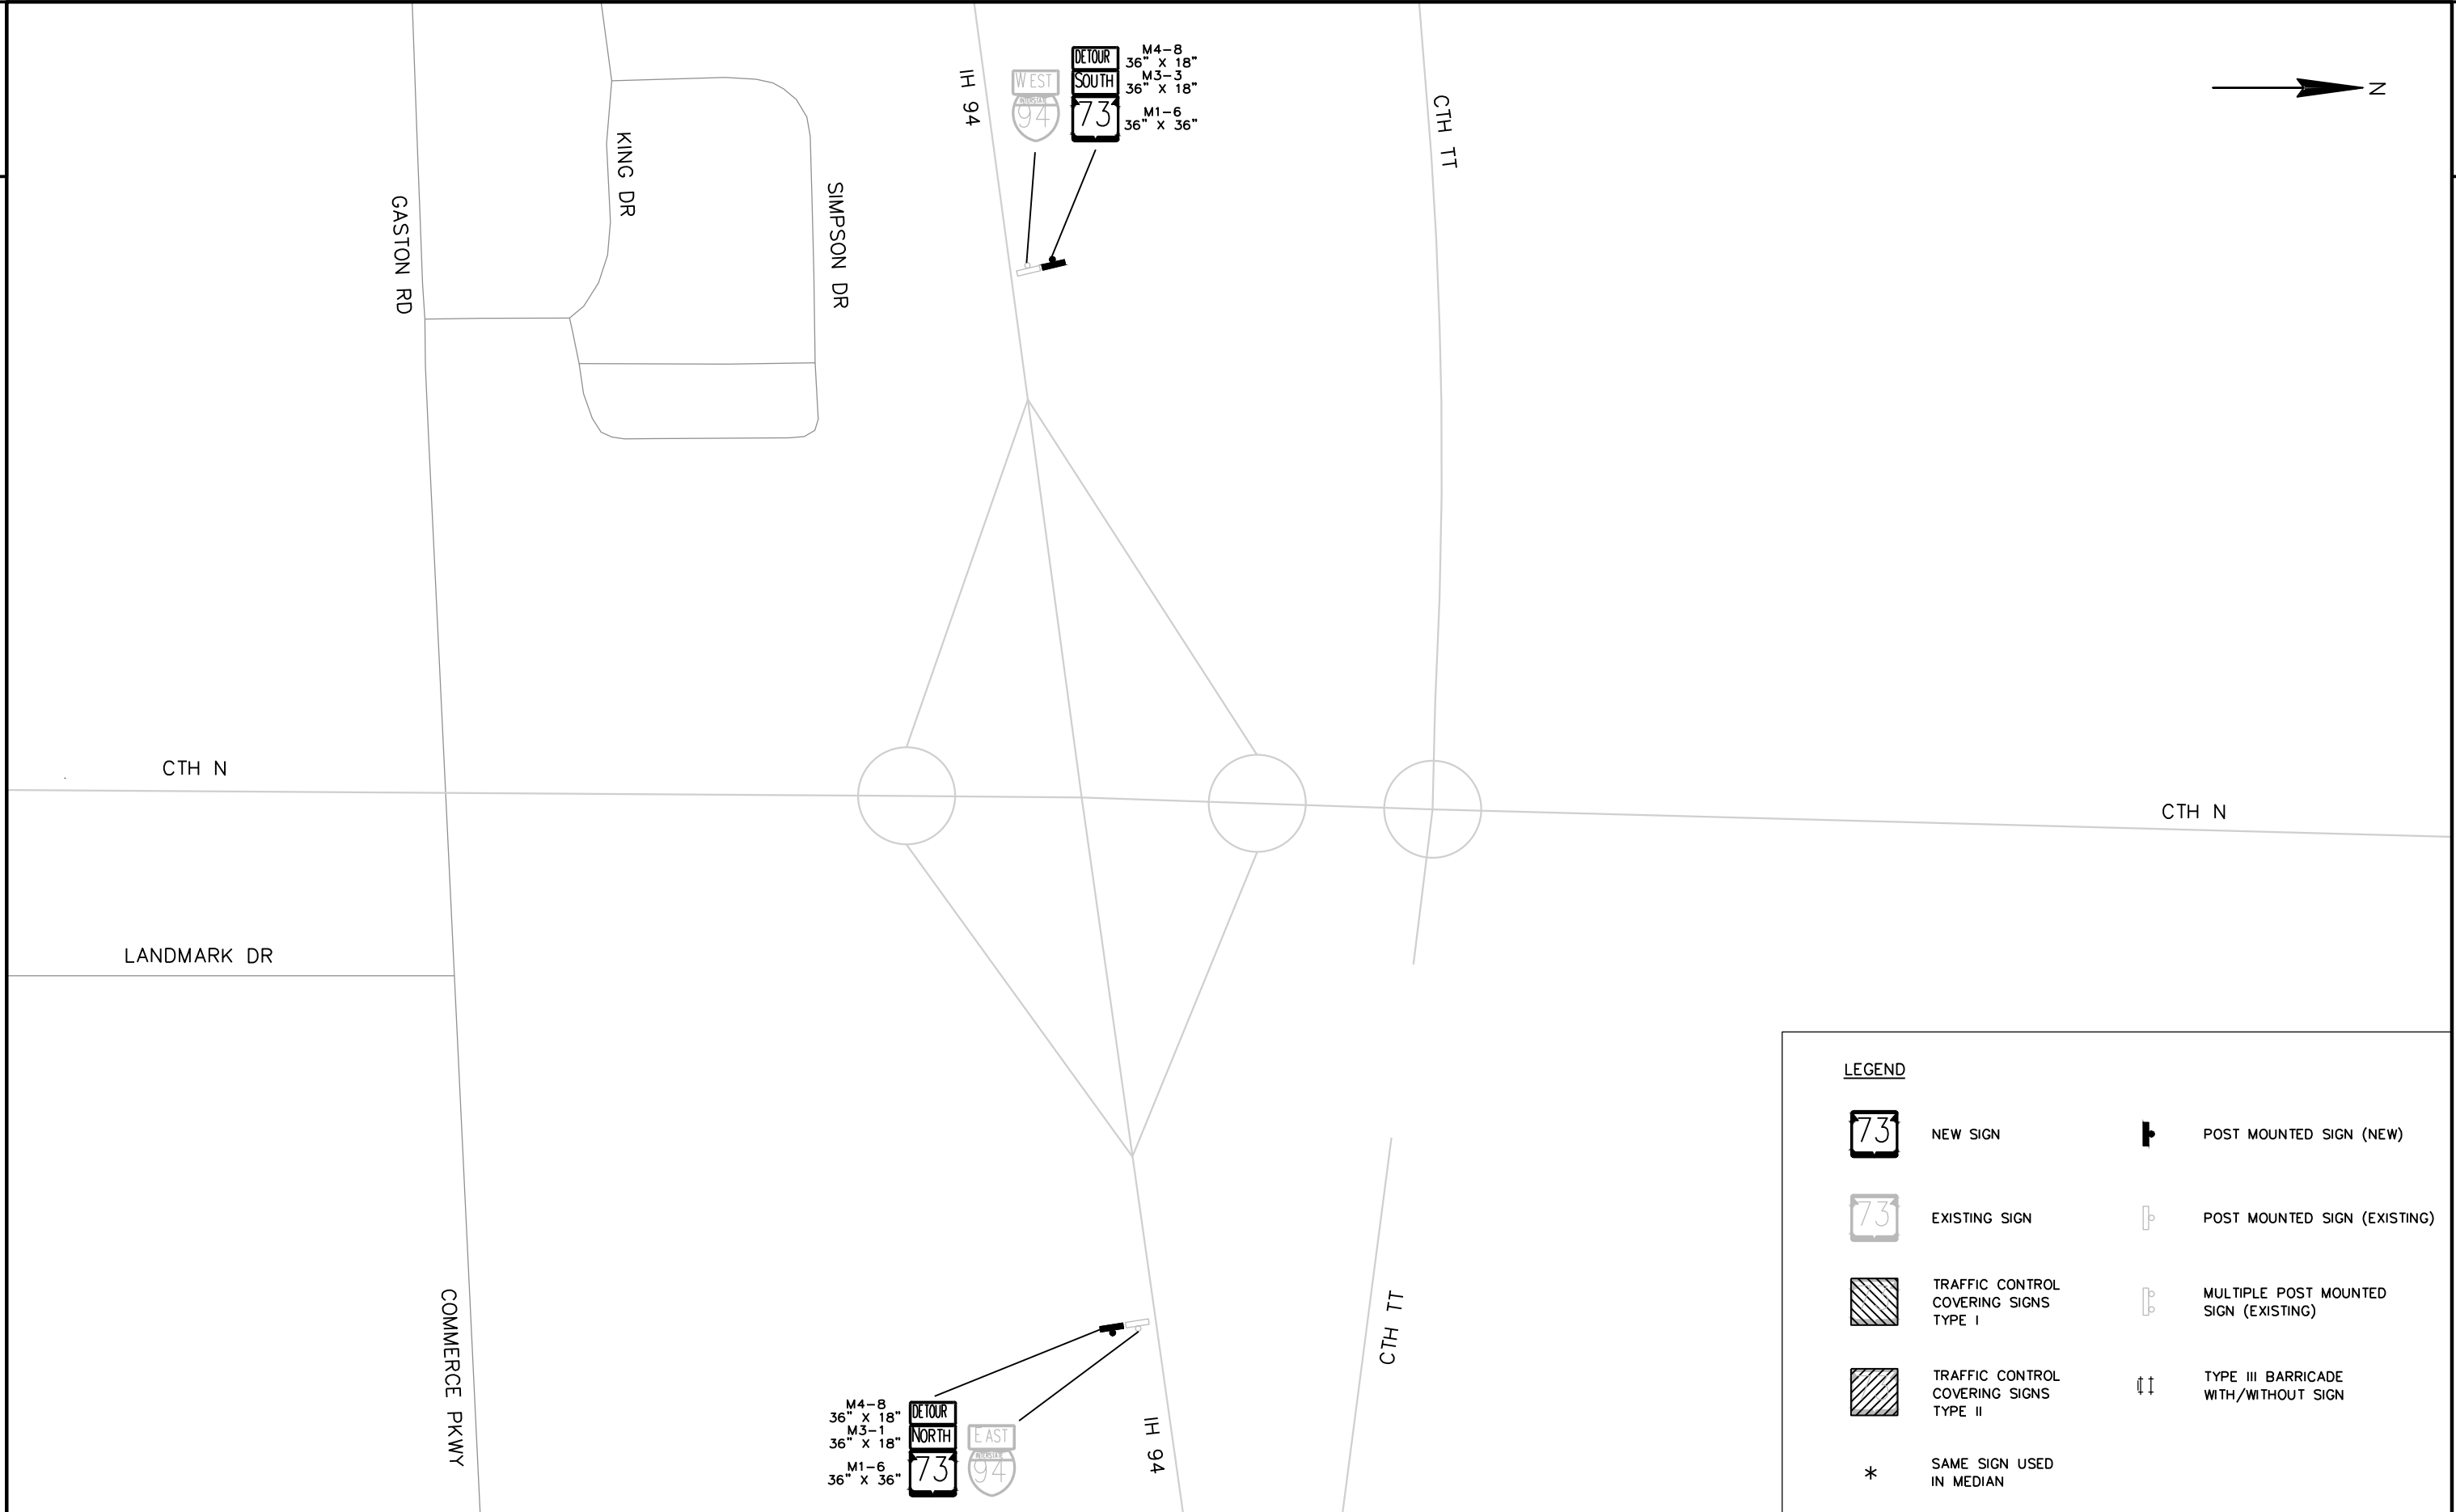 DETOUR
SOUTH
73
M4-8
36" X 18"
M3-3
36" X 18"
M1-6
36" X 36"
WEST
INTERSTATE
94
IH 94
CTH TT
N
KING DR
GASTON RD
SIMPSON DR
CTH N
CTH N
LANDMARK DR
COMMERCE PKWY
CTH TT
IH 94
M4-8
36" X 18"
M3-1
36" X 18"
M1-6
36" X 36"
DETOUR
NORTH
73
EAST
INTERSTATE
94
LEGEND
73
NEW SIGN
POST MOUNTED SIGN (NEW)
73
EXISTING SIGN
POST MOUNTED SIGN (EXISTING)
TRAFFIC CONTROL
COVERING SIGNS
TYPE I
MULTIPLE POST MOUNTED
SIGN (EXISTING)
TRAFFIC CONTROL
COVERING SIGNS
TYPE II
TYPE III BARRICADE
WITH/WITHOUT SIGN
* SAME SIGN USED
IN MEDIAN